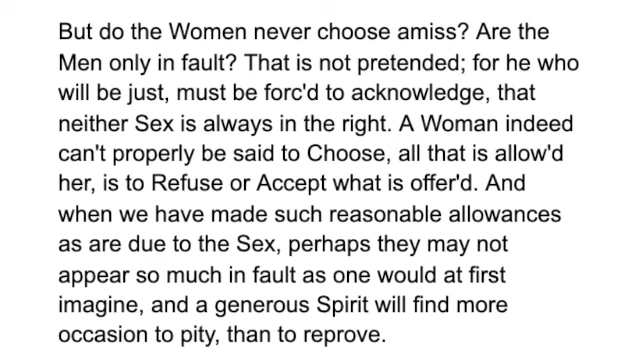 But do the Women never choose amiss? Are the
Men only in fault? That is not pretended; for he who
will be just, must be forc'd to acknowledge, that
neither Sex is always in the right. A Woman indeed
can't properly be said to Choose, all that is allow'd
her, is to Refuse or Accept what is offer'd. And
when we have made such reasonable allowances
as are due to the Sex, perhaps they may not
appear so much in fault as one would at first
imagine, and a generous Spirit will find more
occasion to pity, than to reprove.